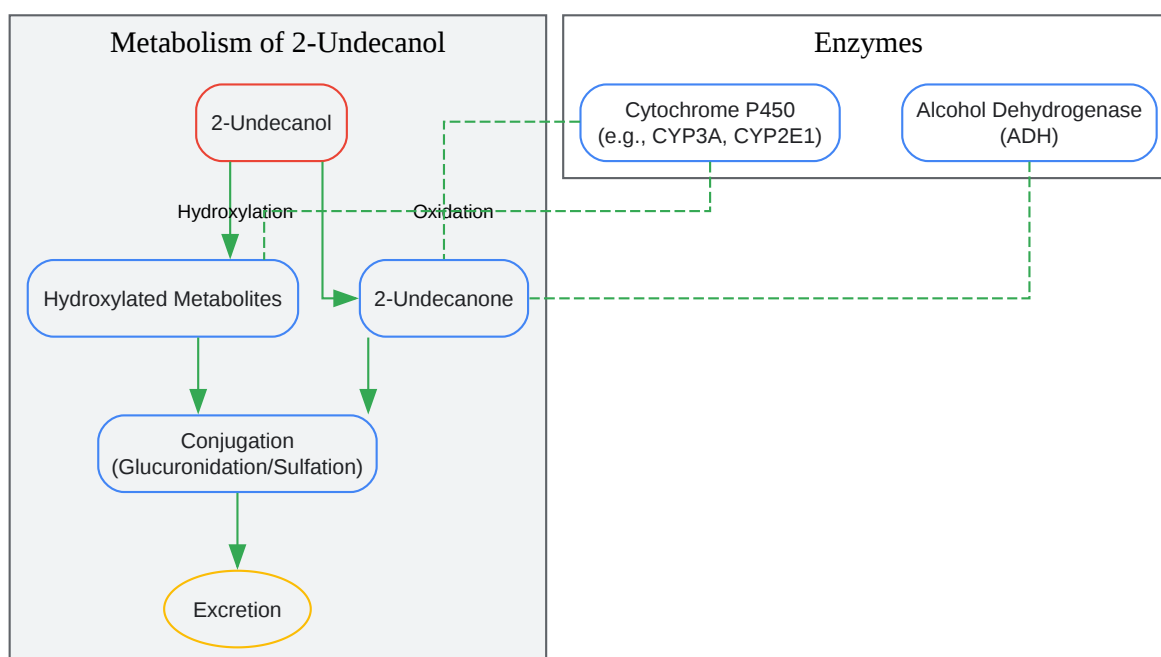 Metabolism of 2-Undecanol
Enzymes
2-Undecanol
Cytochrome P450
(e.g., CYP3A, CYP2E1)
Alcohol Dehydrogenase
(ADH)
Hydroxylation
Oxidation
Hydroxylated Metabolites
2-Undecanone
Conjugation
(Glucuronidation/Sulfation)
Excretion